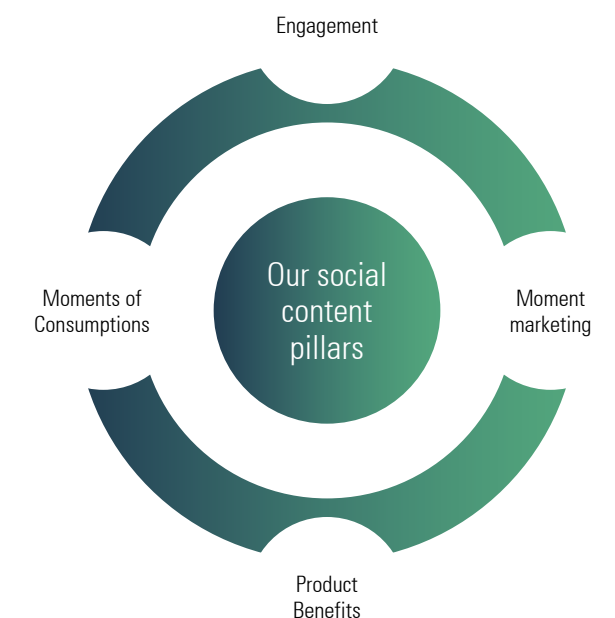 Engagement
Our social
content
pillars
Moments of
Consumptions
Moment
marketing
Product
Benefits